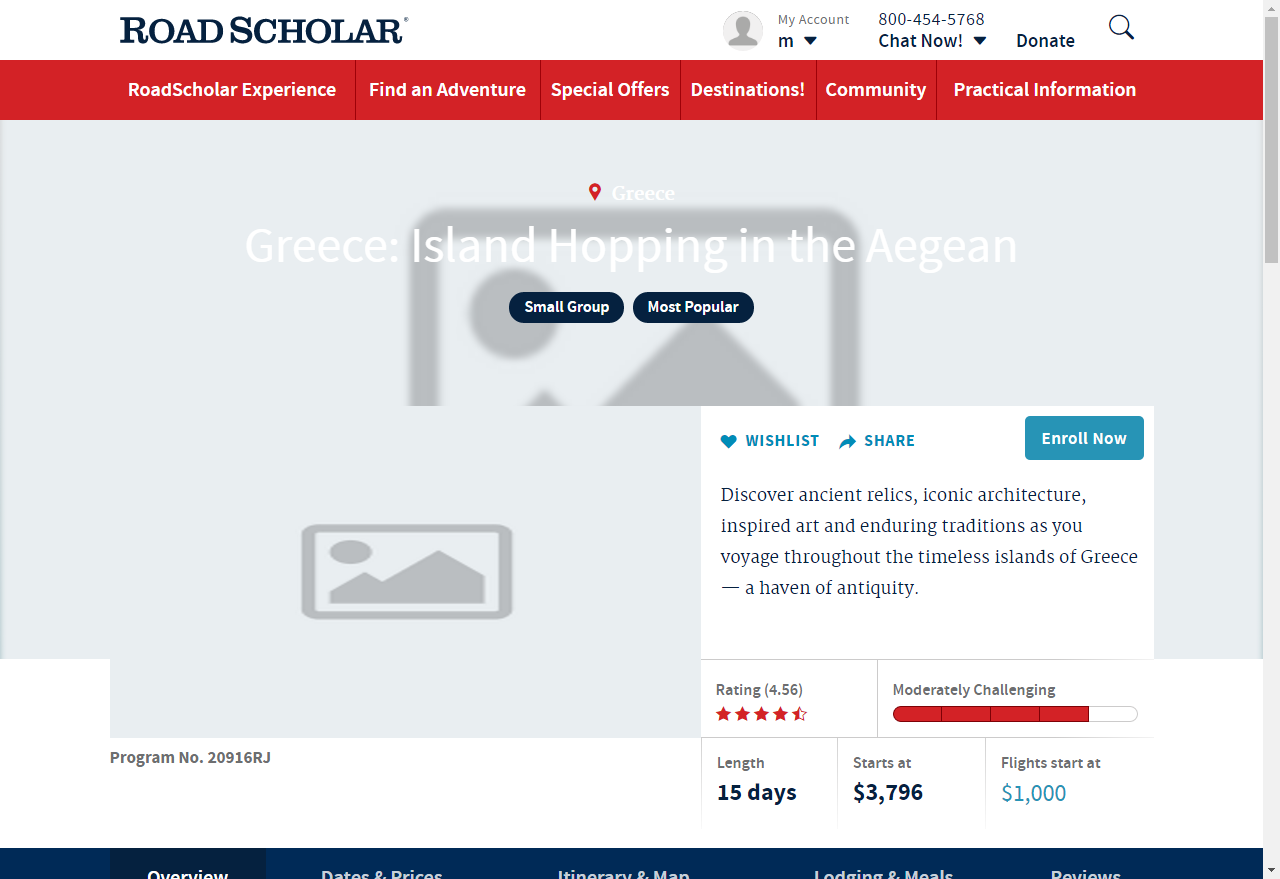 ROAD SCHOLAR®
My Account
m
800-454-5768
Chat Now!
Donate
RoadScholar Experience
Find an Adventure
Special Offers
Destinations!
Community
Practical Information
Greece
Greece: Island Hopping in the Aegean
Small Group
Most Popular
WISHLIST
SHARE
Enroll Now
Discover ancient relics, iconic architecture,
inspired art and enduring traditions as you
voyage throughout the timeless islands of Greece
— a haven of antiquity.
Rating (4.56)
Moderately Challenging
Program No. 20916RJ
Length
15 days
Starts at
$3,796
Flights start at
$1,000
Overview
Dates & Prices
Itinerary & Map
Lodging & Meals
Reviews